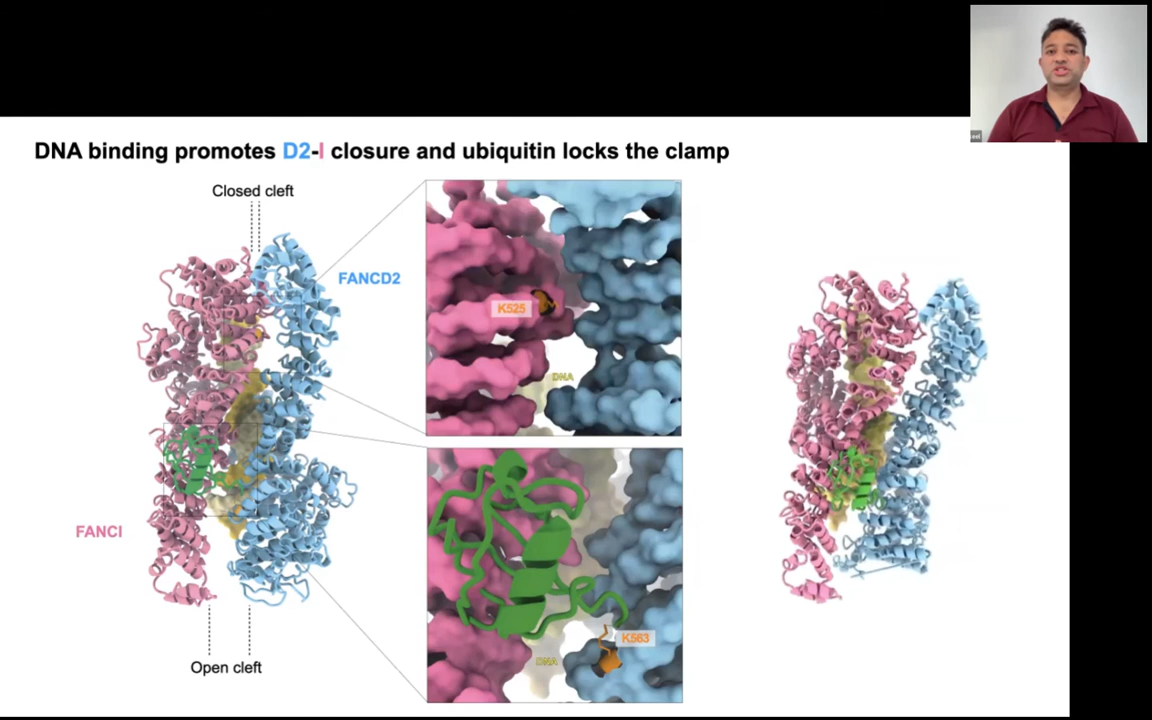 DNA binding promotes D2-I closure and ubiquitin locks the clamp
Closed cleft
FANCD2
K525
DNA
FANCI
K563
DNA
Open cleft